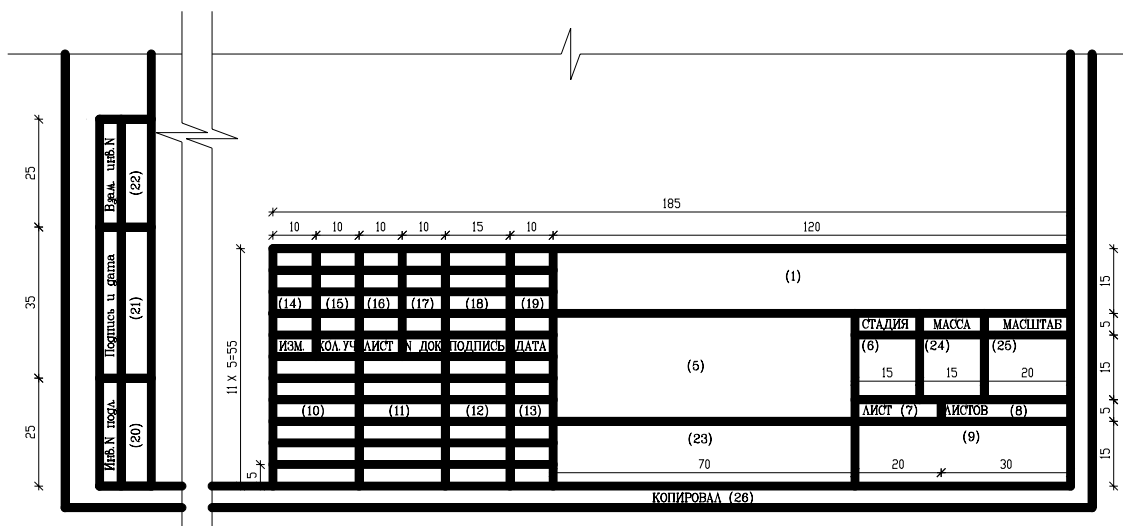 185
10 10 10 10 15 10 120
(1)
(14) (15) (16) (17) (18) (19)
СТАДИЯ МАССА МАСШТАБ
ИЗМ. КОЛ.УЧ ЛИСТ N ДОК ПОДПИСЬ ДАТА
(6) (24) (25)
(5)
15 15 20
(10) (11) (12) (13)
ЛИСТ (7) ЛИСТОВ (8)
(23) (9)
70 20 30
КОПИРОВАЛ (26)
11 X 5=55
5
15
5
15
5
15
25
35
25
Взам. инв.N
(22)
Подпись и дата
(21)
Инв.N подл.
(20)